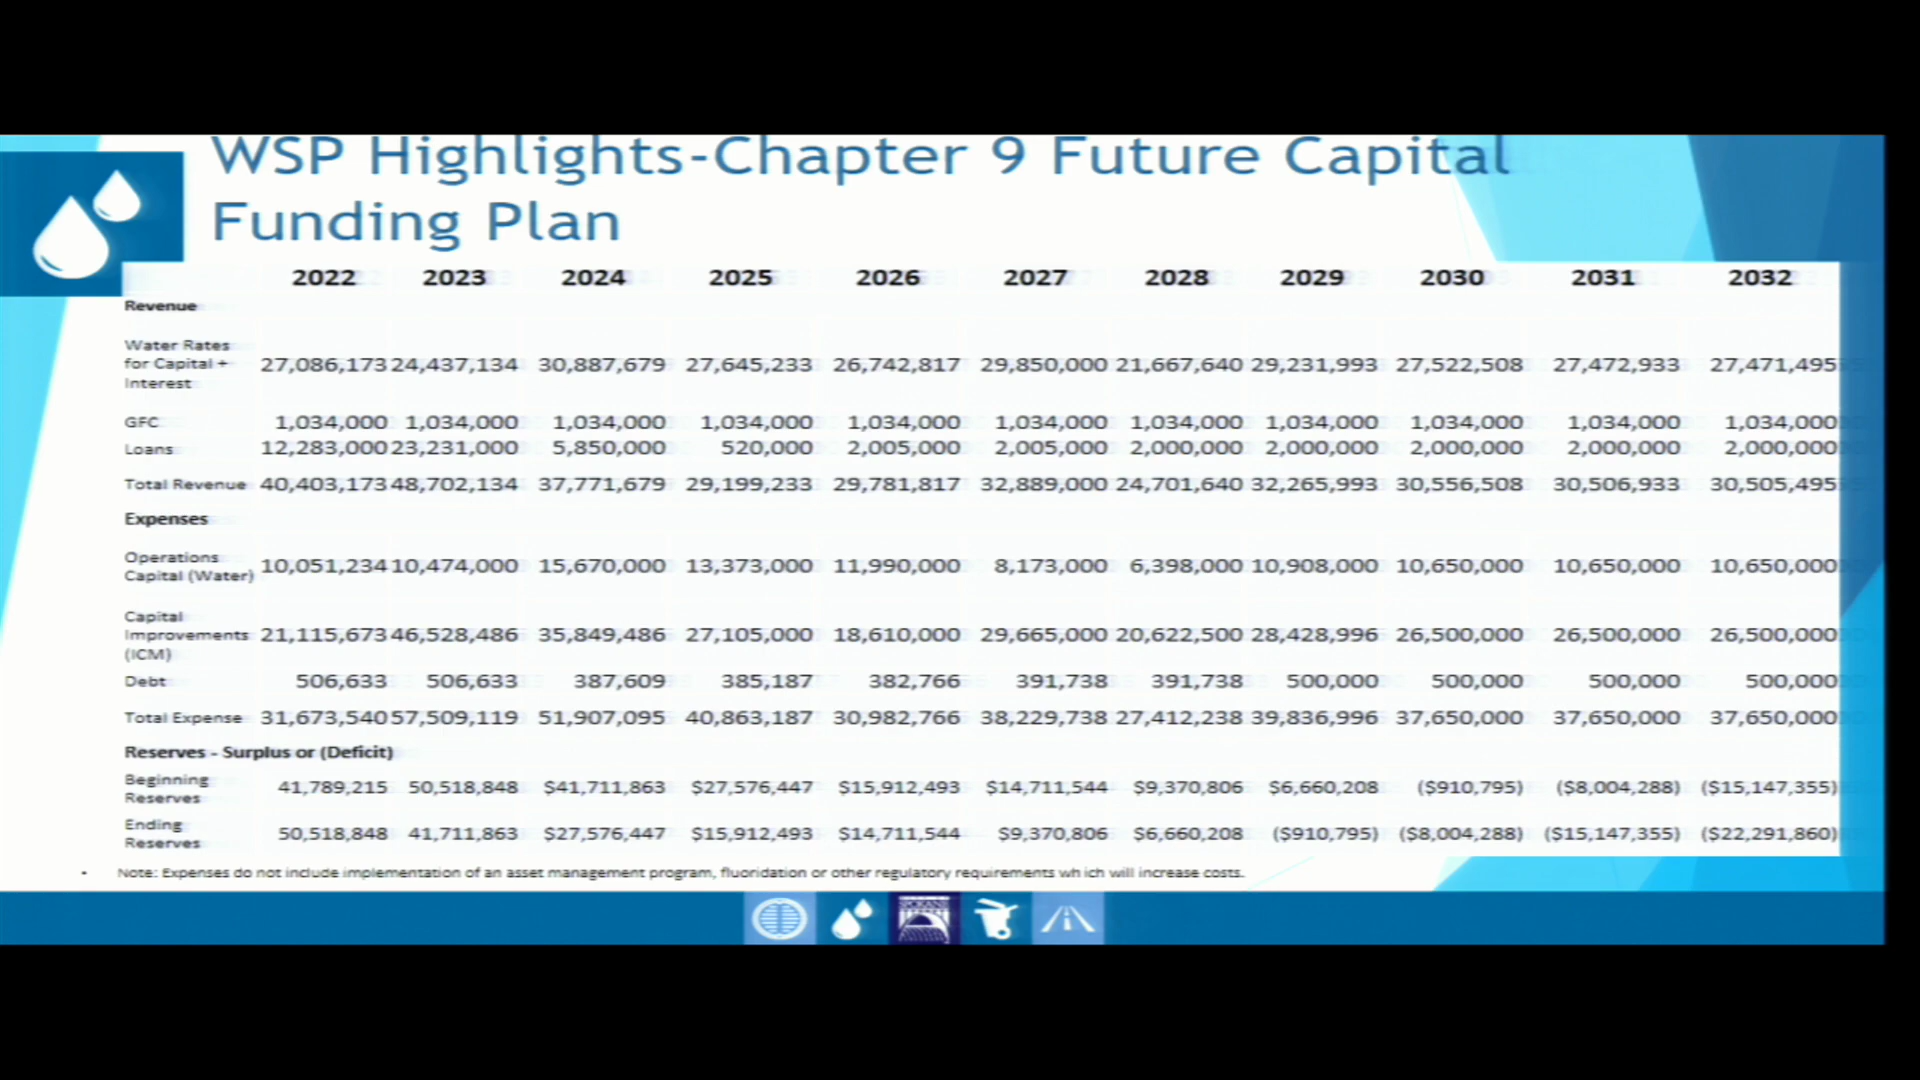 WSP Highlights-Chapter 9 Future Capital
Funding Plan
2022 2023 2024 2025 2026 2027 2028 2029 2030 2031 2032
Revenue
Water Rates
for Capital + 27,086,173 24,437,134 30,887,679 27,645,233 26,742,817 29,850,000 21,667,640 29,231,993 27,522,508 27,472,933 27,471,495
Interest
GFC 1,034,000 1,034,000 1,034,000 1,034,000 1,034,000 1,034,000 1,034,000 1,034,000 1,034,000 1,034,000 1,034,000
Loans 12,283,000 23,231,000 5,850,000 520,000 2,005,000 2,005,000 2,000,000 2,000,000 2,000,000 2,000,000 2,000,000
Total Revenue 40,403,173 48,702,134 37,771,679 29,199,233 29,781,817 32,889,000 24,701,640 32,265,993 30,556,508 30,506,933 30,505,495
Expenses
Operations
Capital (Water) 10,051,234 10,474,000 15,670,000 13,373,000 11,990,000 8,173,000 6,398,000 10,908,000 10,650,000 10,650,000 10,650,000
Capital
Improvements 21,115,673 46,528,486 35,849,486 27,105,000 18,610,000 29,665,000 20,622,500 28,428,996 26,500,000 26,500,000 26,500,000
(ICM)
Debt 506,633 506,633 387,609 385,187 382,766 391,738 391,738 500,000 500,000 500,000 500,000
Total Expense 31,673,540 57,509,119 51,907,095 40,863,187 30,982,766 38,229,738 27,412,238 39,836,996 37,650,000 37,650,000 37,650,000
Reserves - Surplus or (Deficit)
Beginning
Reserves 41,789,215 50,518,848 $41,711,863 $27,576,447 $15,912,493 $14,711,544 $9,370,806 $6,660,208 ($910,795) ($8,004,288) ($15,147,355)
Ending
Reserves 50,518,848 41,711,863 $27,576,447 $15,912,493 $14,711,544 $9,370,806 $6,660,208 ($910,795) ($8,004,288) ($15,147,355) ($22,291,860)
- Note: Expenses do not include implementation of an asset management program, fluoridation or other regulatory requirements which will increase costs.
SPOKANE